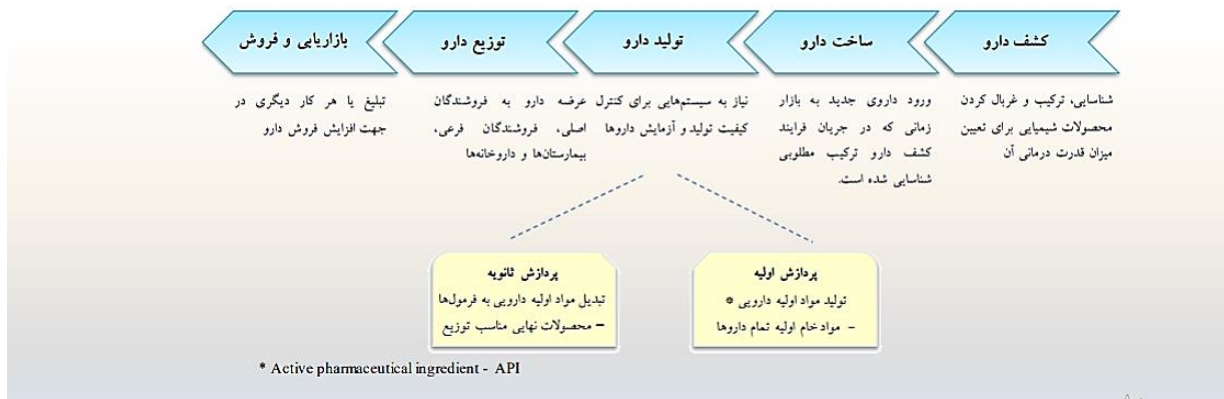 کشف دارو
ساخت دارو
تولید دارو
توزیع دارو
بازاریابی و فروش
شناسایی، ترکیب و غربال کردن
محصولات شیمیایی برای تعیین
میزان قدرت درمانی آن
ورود داروی جدید به بازار
زمانی که در جریان فرایند
کشف دارو ترکیب مطلوبی
شناسایی شده است.
نیاز به سیستم‌هایی برای کنترل
کیفیت تولید و آزمایش داروها
عرضه دارو به فروشندگان
اصلی، فروشندگان فرعی،
بیمارستان‌ها و داروخانه‌ها
تبلیغ یا هر کار دیگری در
جهت افزایش فروش دارو
پردازش اولیه
تولید مواد اولیه دارویی *
- مواد خام اولیه تمام داروها
پردازش ثانویه
تبدیل مواد اولیه دارویی به فرمول‌ها
– محصولات نهایی مناسب توزیع
* Active pharmaceutical ingredient - API